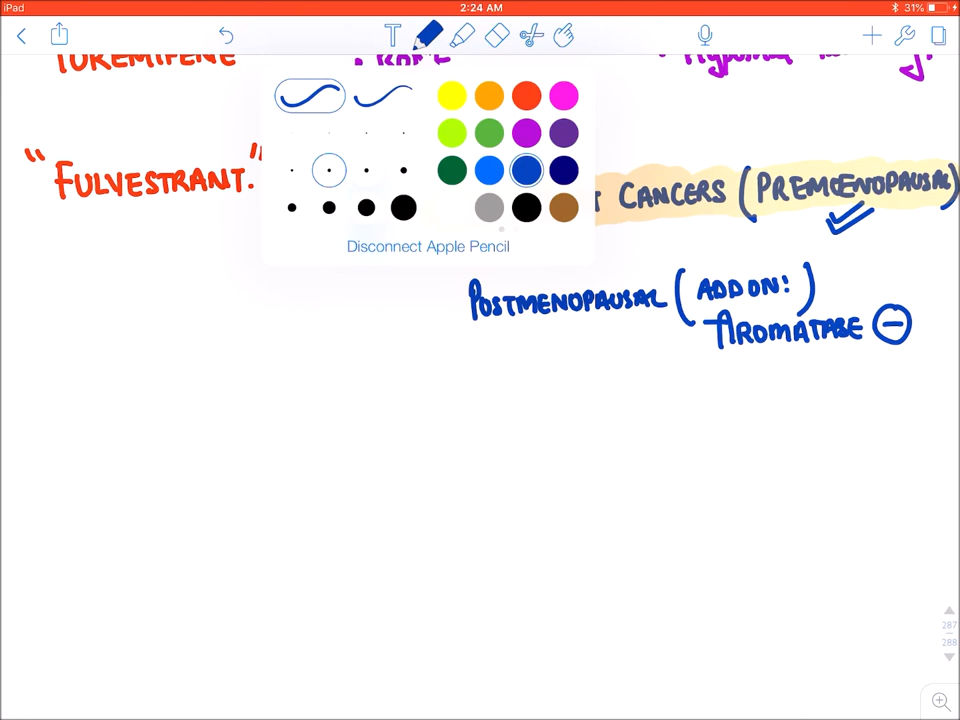 iPad 2:24 AM 31%
T
TOREMIFENE
"FULVESTRANT."
CANCERS (PREMENOPAUSAL)
Disconnect Apple Pencil
POSTMENOPAUSAL (ADD ON:)
AROMATASE ⊖
287
288